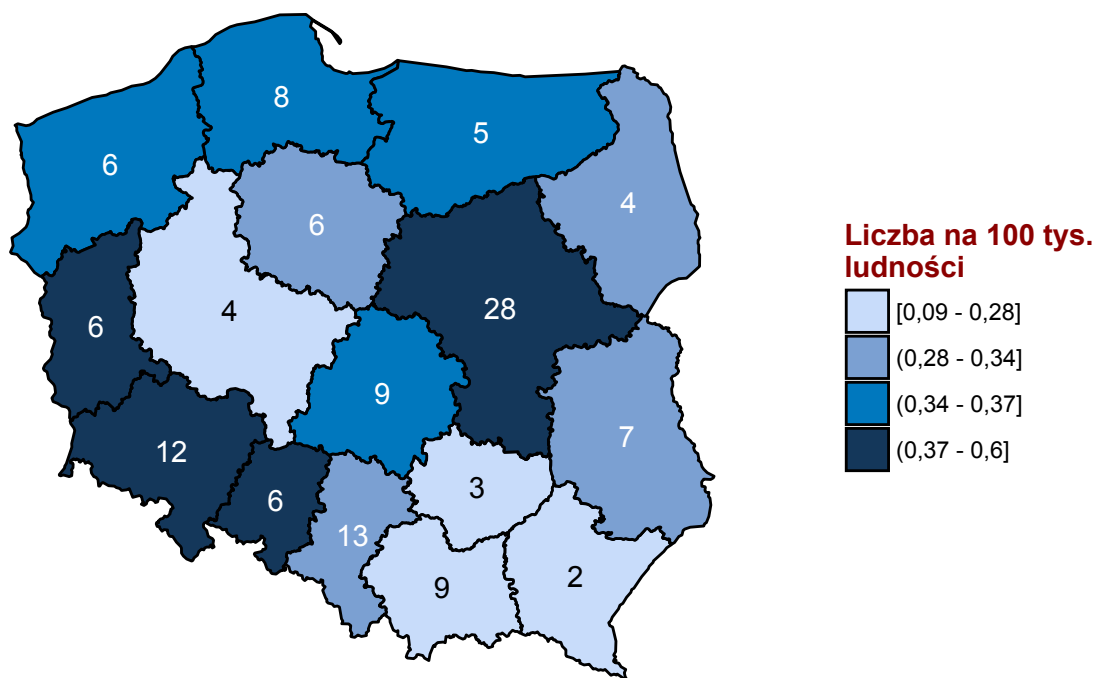 8
5
6
4
6
28
4
6
9
7
12
3
6
13
9
2
Liczba na 100 tys.
ludności
[0,09 - 0,28]
(0,28 - 0,34]
(0,34 - 0,37]
(0,37 - 0,6]